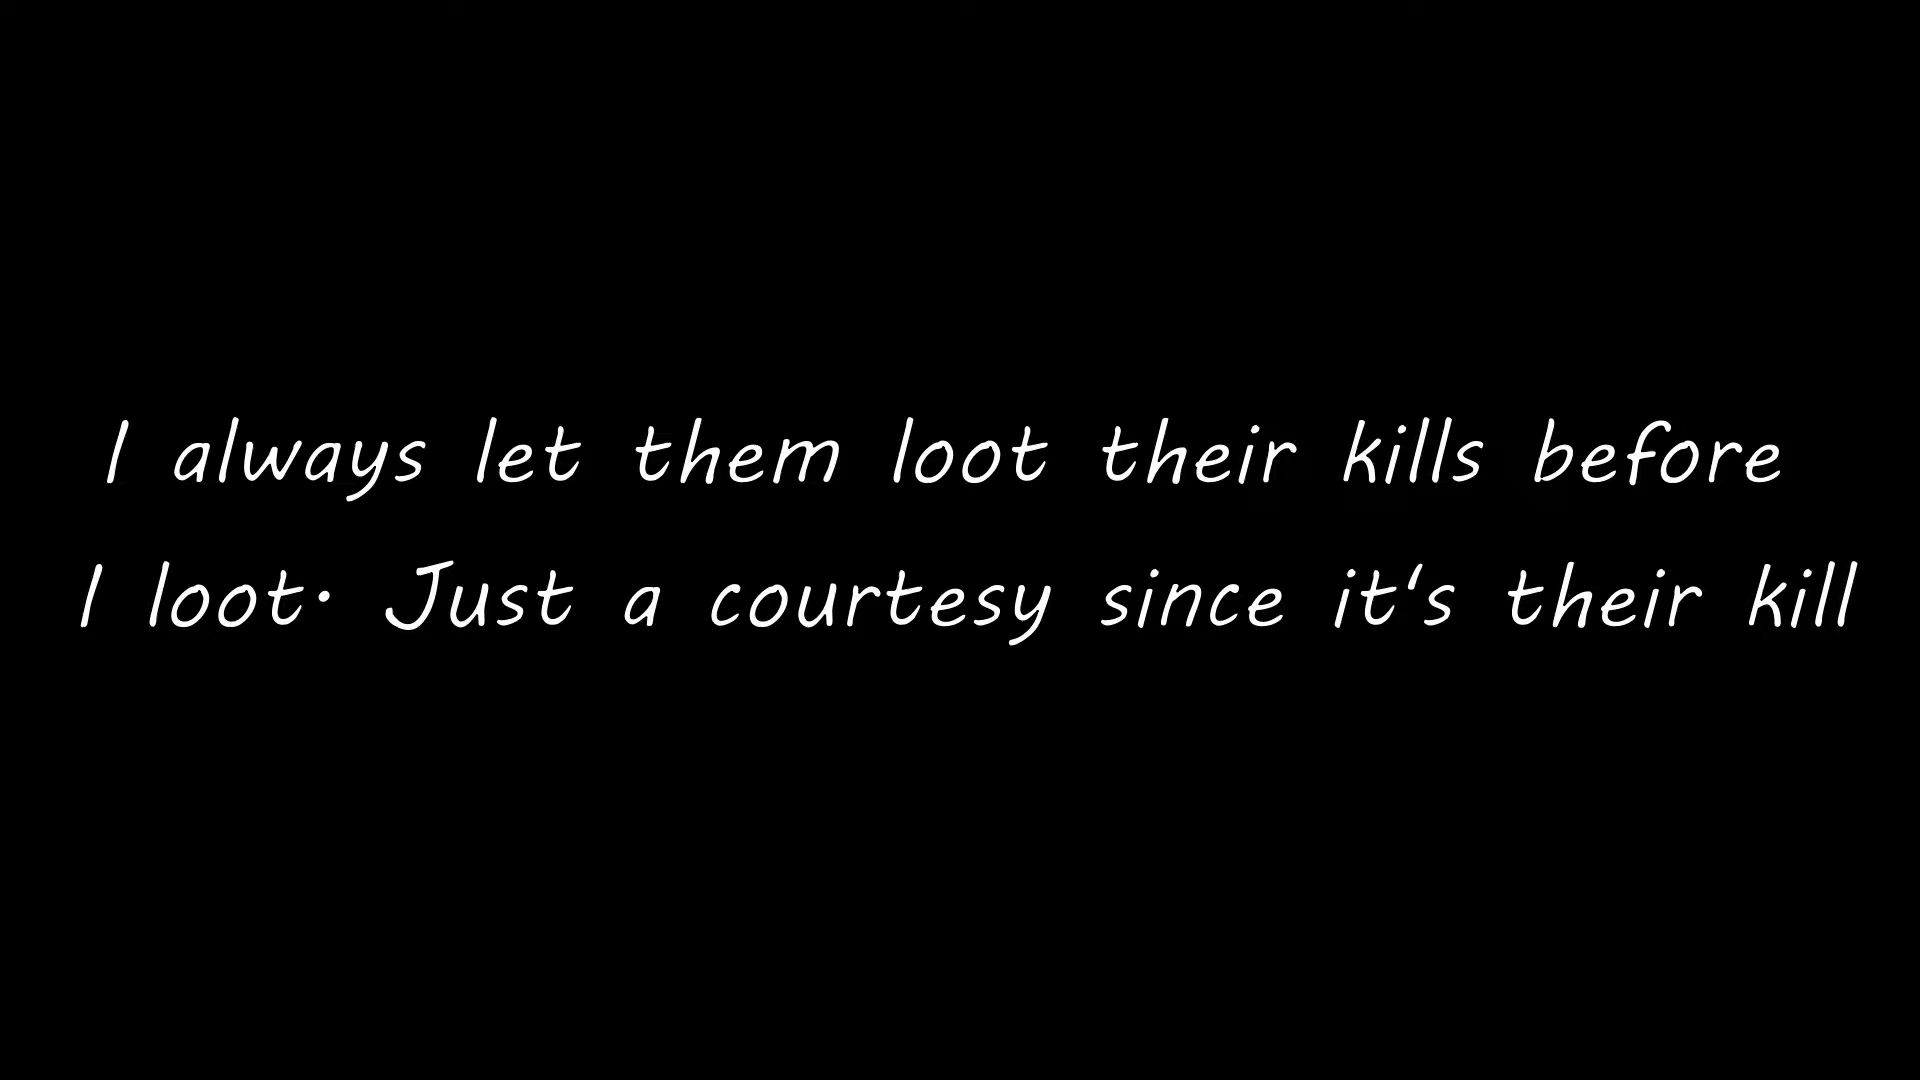 I always let them loot their kills before
I loot. Just a courtesy since it's their kill